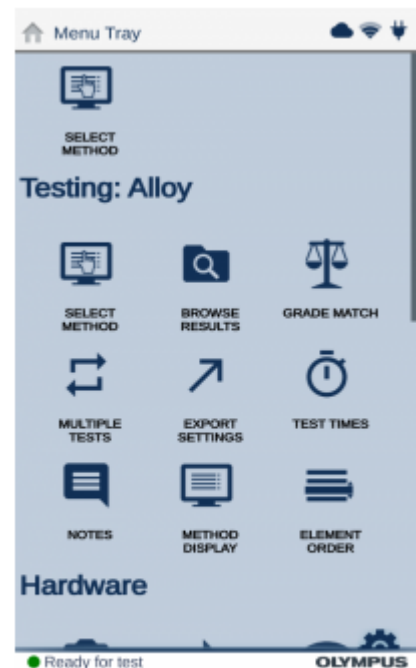 Menu Tray
SELECT
METHOD
Testing: Alloy
SELECT
METHOD
BROWSE
RESULTS
GRADE MATCH
MULTIPLE
TESTS
EXPORT
SETTINGS
TEST TIMES
NOTES
METHOD
DISPLAY
ELEMENT
ORDER
Hardware
Ready for test
OLYMPUS